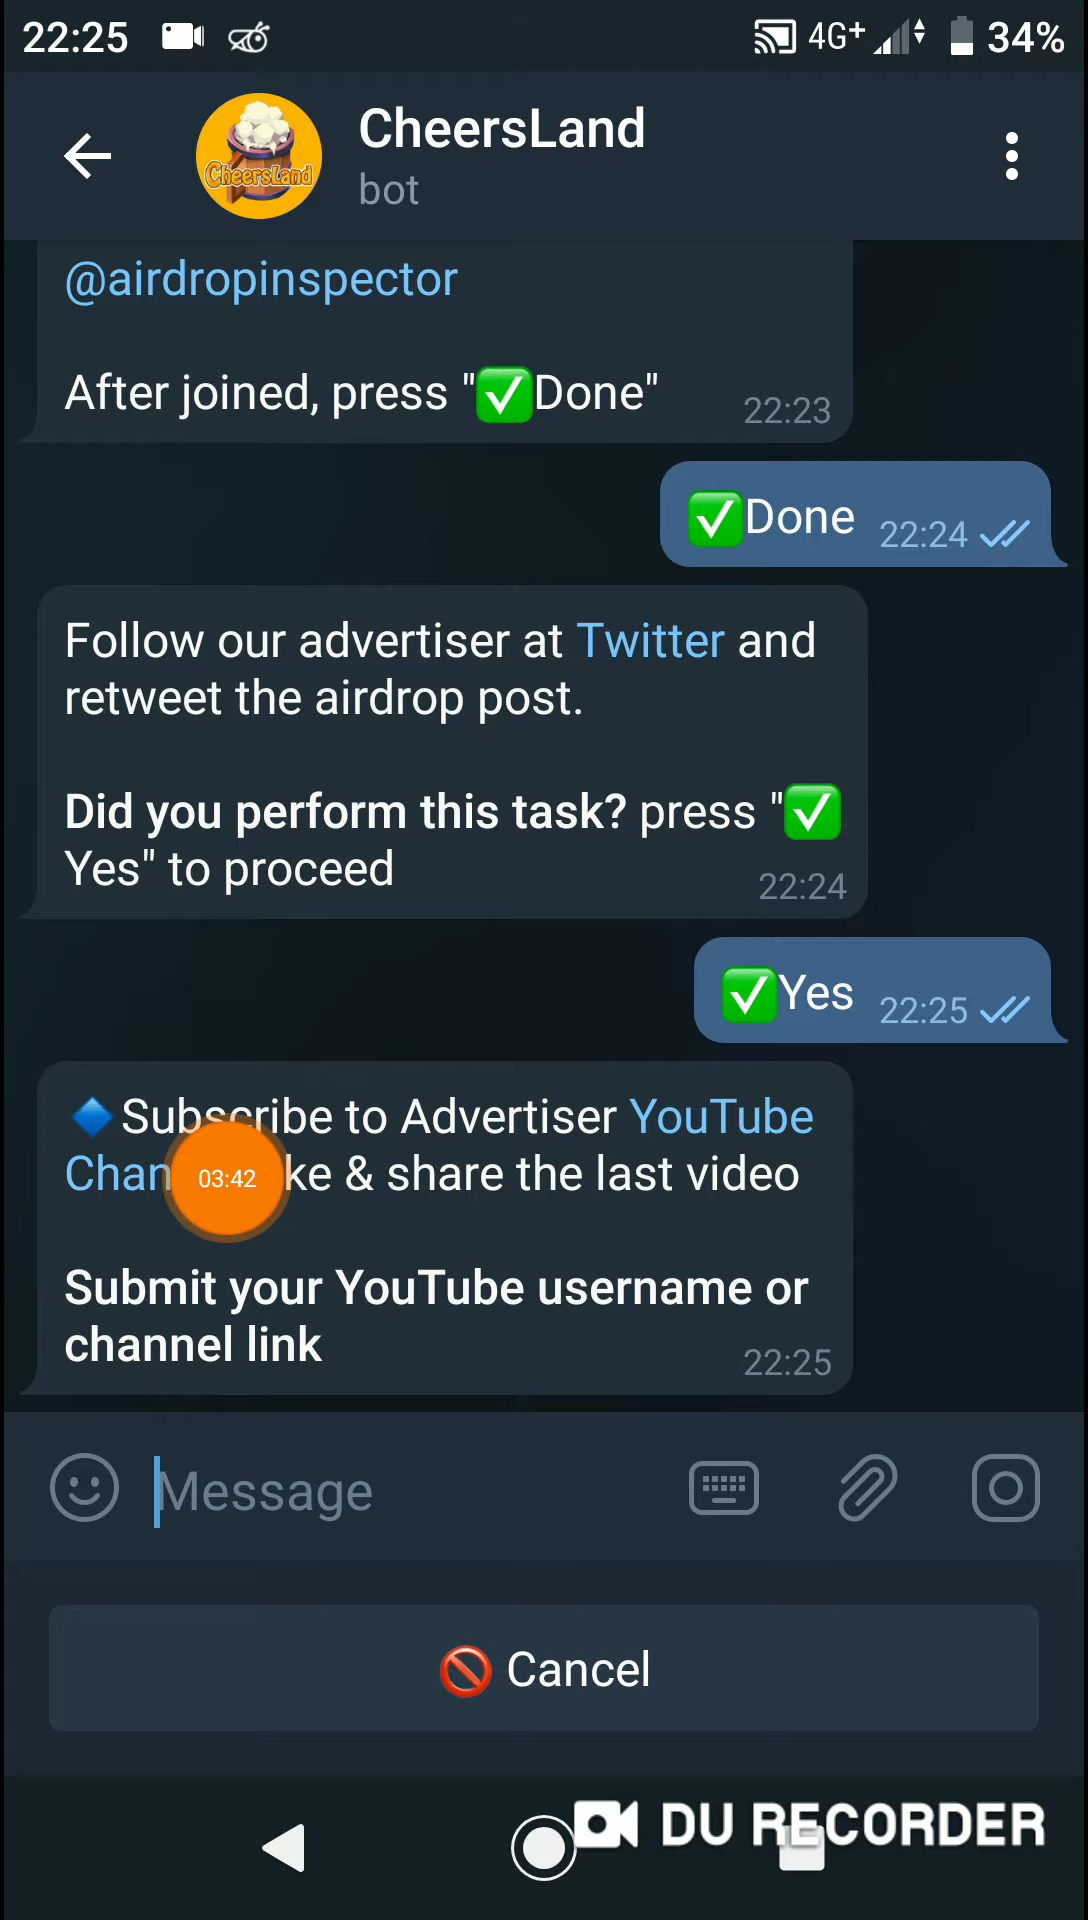 22:25 4G+ 34%
CheersLand
CheersLand
bot
@airdropinspector
After joined, press "✅Done"
22:23
✅Done 22:24
Follow our advertiser at Twitter and
retweet the airdrop post.
Did you perform this task? press "✅
Yes" to proceed
22:24
✅Yes 22:25
🔷Subscribe to Advertiser YouTube
& share the last video
03:42
Submit your YouTube username or
channel link
22:25
Message
🚫 Cancel
DU RECORDER